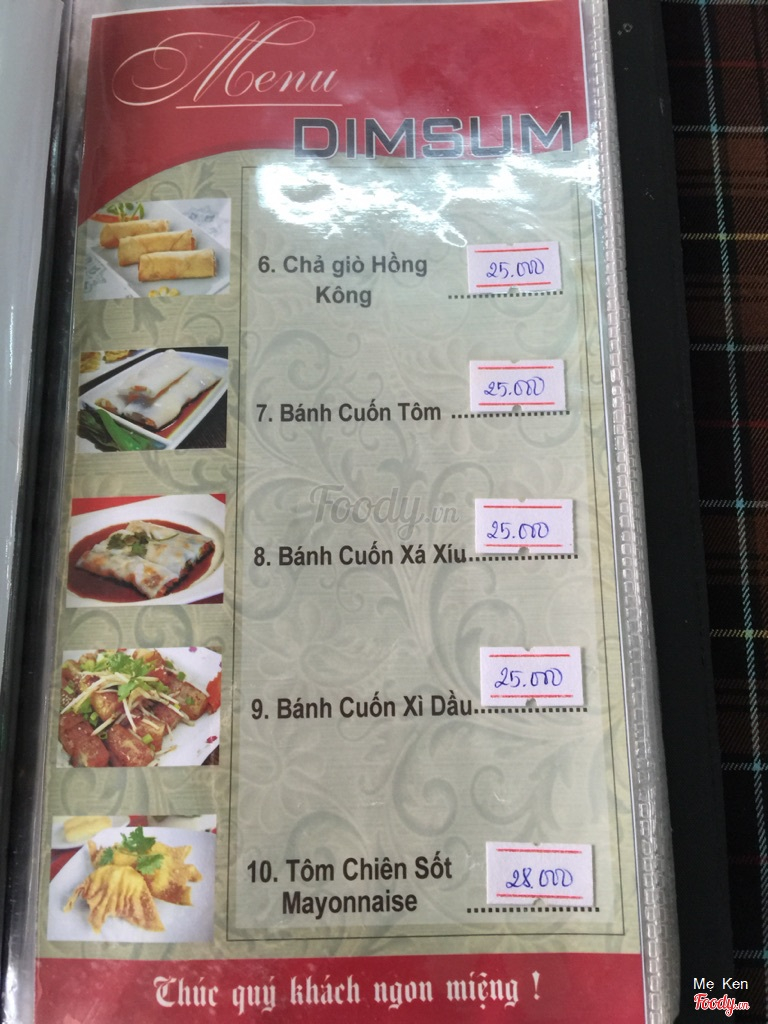 Menu
DIMSUM
6. Chả giò Hồng
Kông
25.000
7. Bánh Cuốn Tôm
25.000
Foody.vn
8. Bánh Cuốn Xá Xíu
25.000
9. Bánh Cuốn Xì Dầu
25.000
10. Tôm Chiên Sốt
Mayonnaise
28.000
Thúc quý khách ngon miệng !
Mẹ Ken
Foody.vn